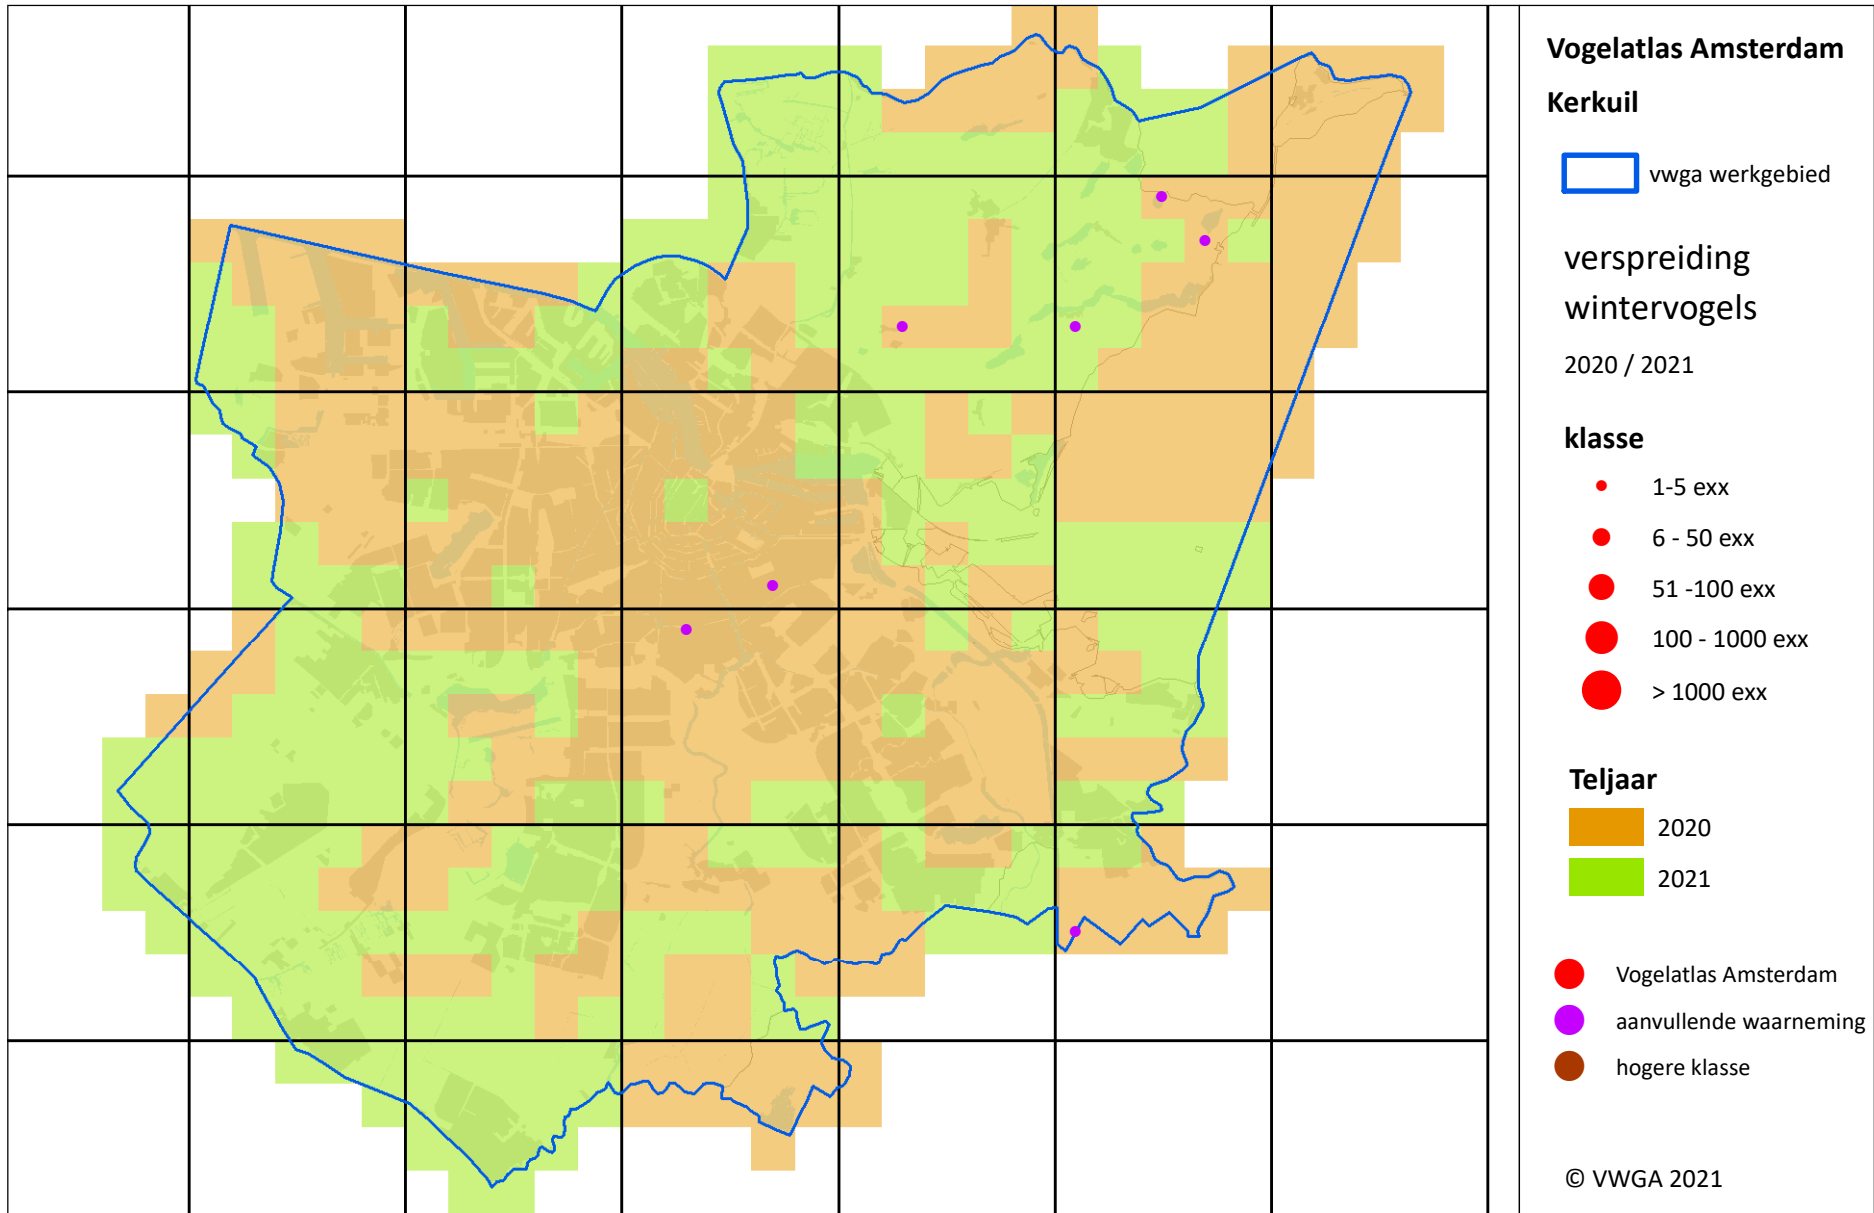 Vogelatlas Amsterdam
Kerkuil
vwga werkgebied
verspreiding
wintervogels
2020 / 2021
klasse
1-5 exx
6 - 50 exx
51 -100 exx
100 - 1000 exx
> 1000 exx
Teljaar
2020
2021
Vogelatlas Amsterdam
aanvullende waarneming
hogere klasse
© VWGA 2021